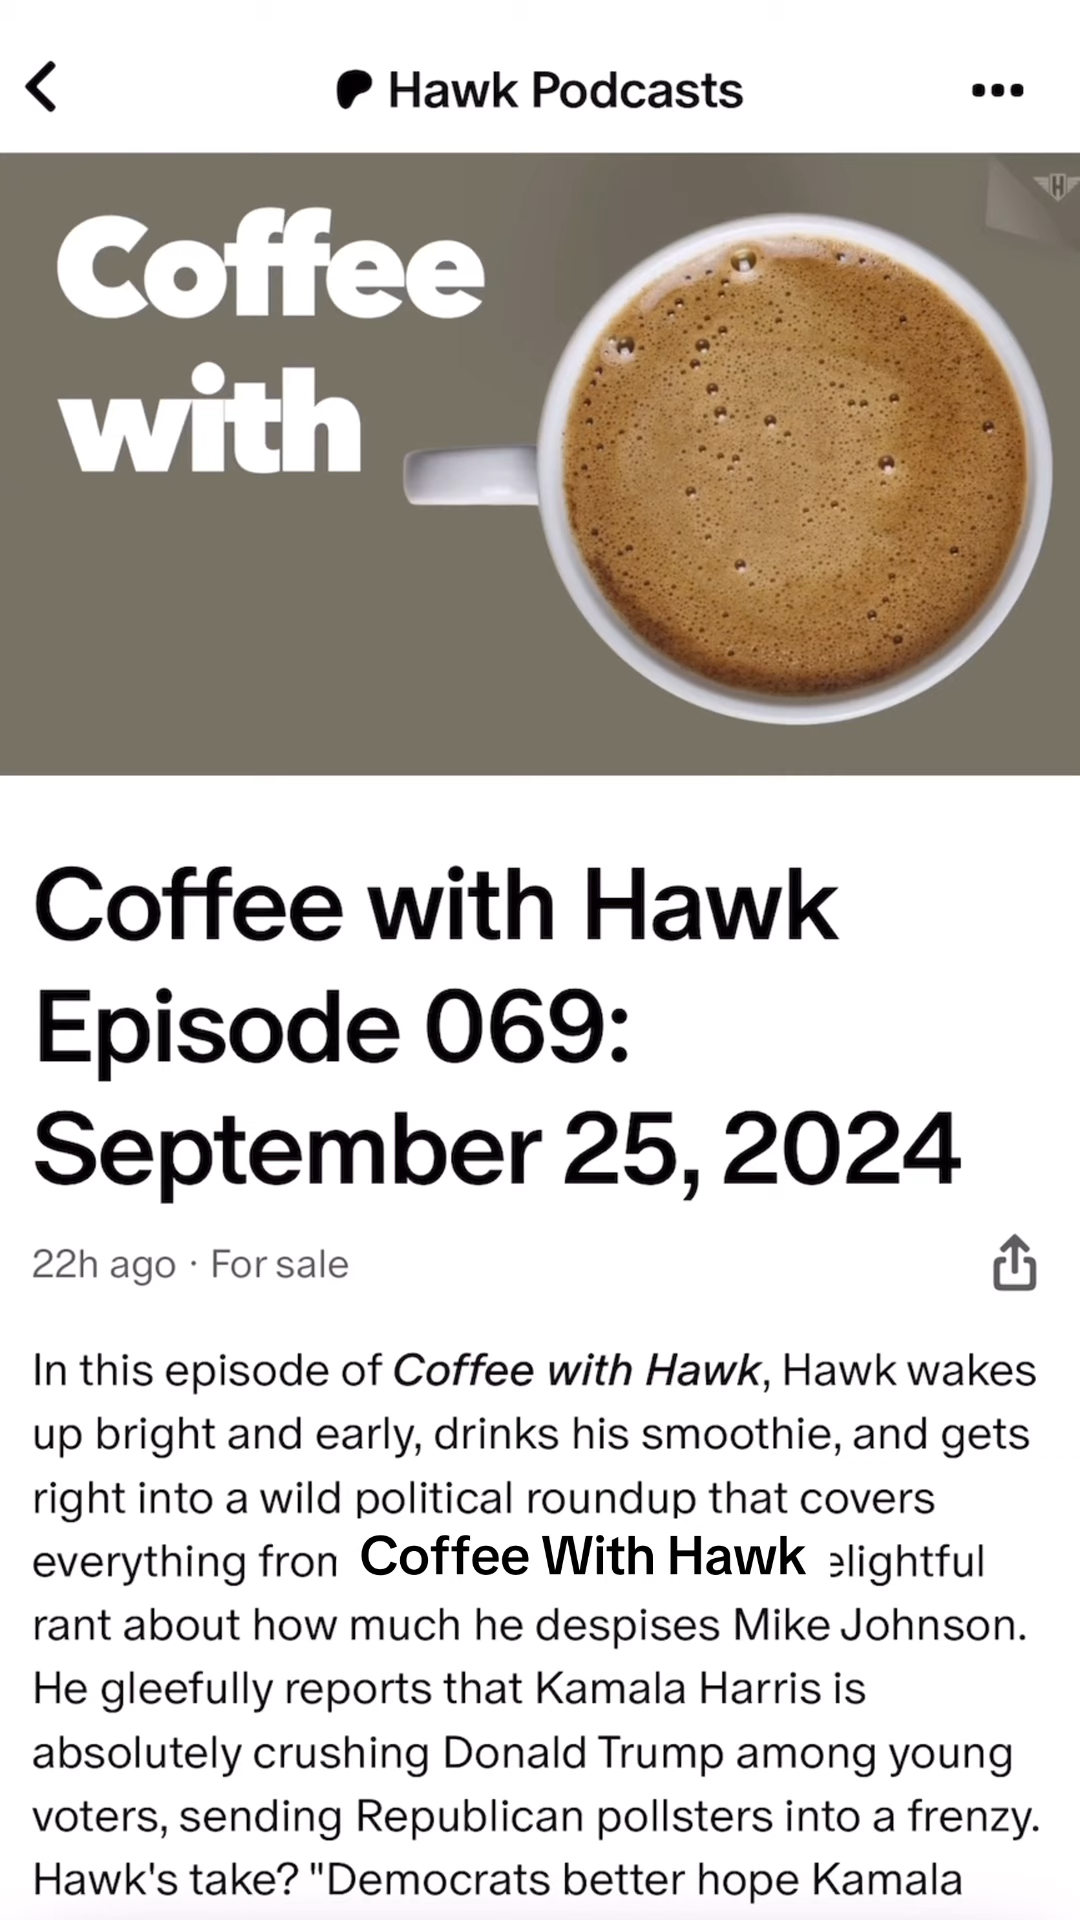 Hawk Podcasts
H
Coffee
with
Coffee with Hawk
Episode 069:
September 25, 2024
22h ago · For sale
In this episode of Coffee with Hawk, Hawk wakes
up bright and early, drinks his smoothie, and gets
right into a wild political roundup that covers
everything Coffee With Hawk
rant about how much he despises Mike Johnson.
He gleefully reports that Kamala Harris is
absolutely crushing Donald Trump among young
voters, sending Republican pollsters into a frenzy.
Hawk's take? "Democrats better hope Kamala